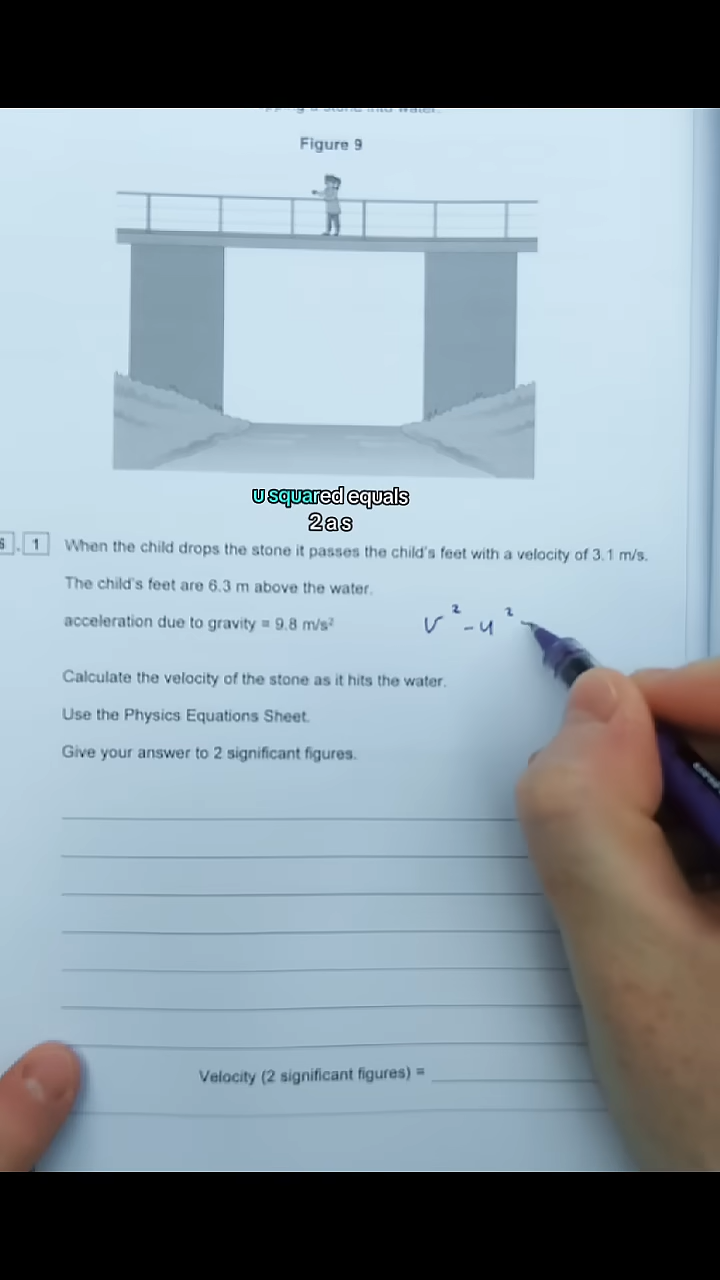 Figure 9
u squared equals
2 a s
.1 When the child drops the stone it passes the child's feet with a velocity of 3.1 m/s.
The child's feet are 6.3 m above the water.
acceleration due to gravity = 9.8 m/s²
v² - u²
Calculate the velocity of the stone as it hits the water.
Use the Physics Equations Sheet.
Give your answer to 2 significant figures.
Velocity (2 significant figures) =